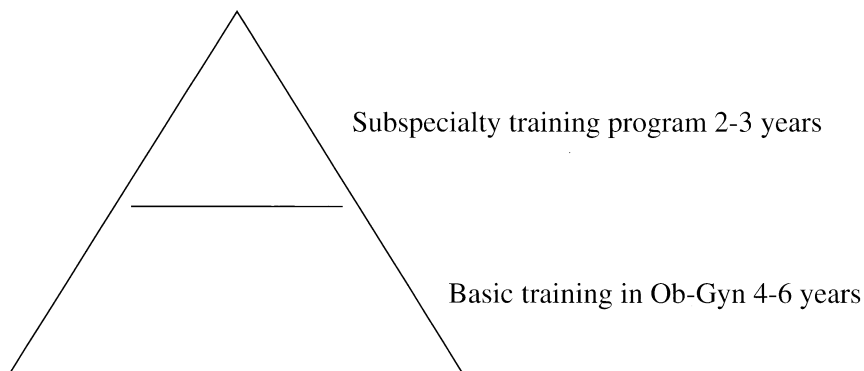 Subspecialty training program 2-3 years
Basic training in Ob-Gyn 4-6 years